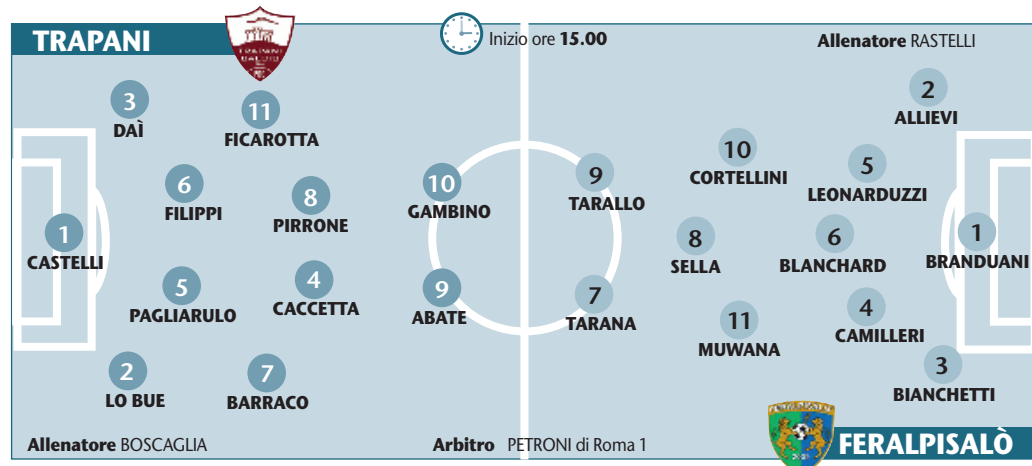 TRAPANI
TRAPANI
CALCIO
Inizio ore 15.00
Allenatore RASTELLI
3
DAÌ
11
FICAROTTA
6
FILIPPI
8
PIRRONE
10
GAMBINO
1
CASTELLI
5
PAGLIARULO
4
CACCETTA
9
ABATE
2
LO BUE
7
BARRACO
Allenatore BOSCAGLIA
Arbitro PETRONI di Roma 1
2
ALLIEVI
10
CORTELLINI
5
LEONARDUZZI
9
TARALLO
8
SELLA
6
BLANCHARD
1
BRANDUANI
7
TARANA
11
MUWANA
4
CAMILLERI
3
BIANCHETTI
FERALPISALÒ